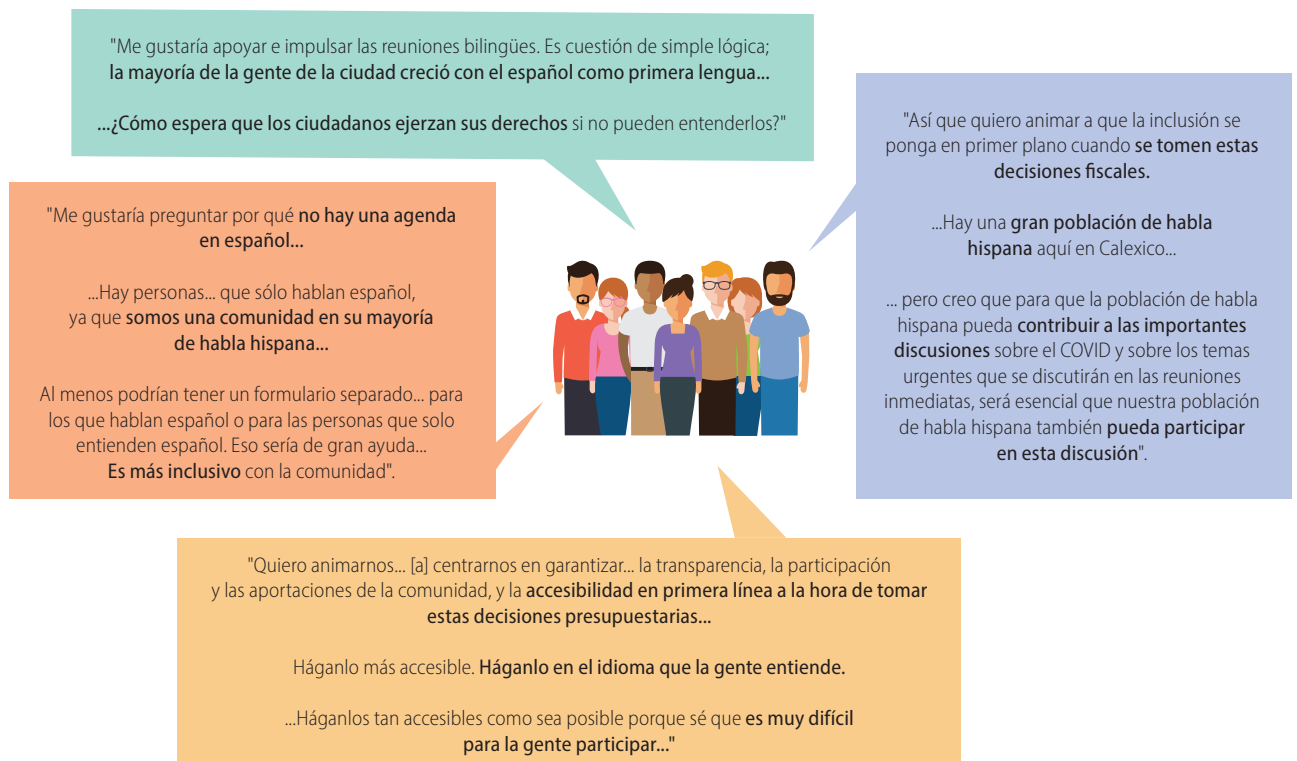 "Me gustaría apoyar e impulsar las reuniones bilingües. Es cuestión de simple lógica;
la mayoría de la gente de la ciudad creció con el español como primera lengua...
...¿Cómo espera que los ciudadanos ejerzan sus derechos si no pueden entenderlos?"
"Me gustaría preguntar por qué no hay una agenda
en español...
...Hay personas... que sólo hablan español,
ya que somos una comunidad en su mayoría
de habla hispana...
Al menos podrían tener un formulario separado... para
los que hablan español o para las personas que solo
entienden español. Eso sería de gran ayuda...
Es más inclusivo con la comunidad".
"Así que quiero animar a que la inclusión se
ponga en primer plano cuando se tomen estas
decisiones fiscales.
...Hay una gran población de habla
hispana aquí en Calexico...
... pero creo que para que la población de habla
hispana pueda contribuir a las importantes
discusiones sobre el COVID y sobre los temas
urgentes que se discutirán en las reuniones
inmediatas, será esencial que nuestra población
de habla hispana también pueda participar
en esta discusión".
"Quiero animarnos... [a] centrarnos en garantizar... la transparencia, la participación
y las aportaciones de la comunidad, y la accesibilidad en primera línea a la hora de tomar
estas decisiones presupuestarias...
Háganlo más accesible. Háganlo en el idioma que la gente entiende.
...Háganlos tan accesibles como sea posible porque sé que es muy difícil
para la gente participar..."